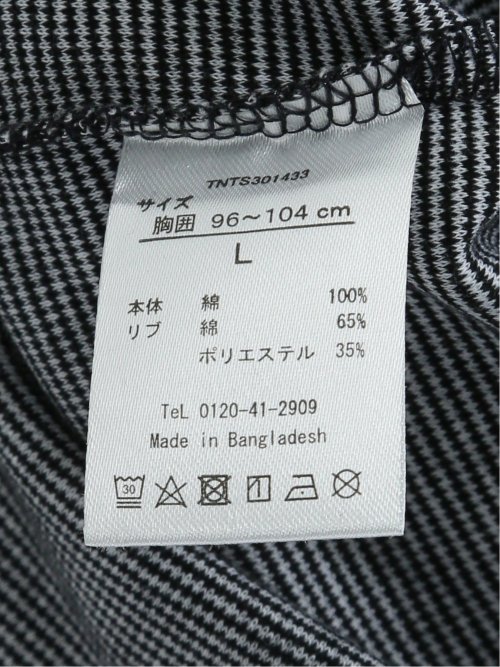 TNTS301433
サイズ
胸囲 96～104 cm
L
本体 綿 100%
リブ 綿 65%
ポリエステル 35%
TeL 0120-41-2909
Made in Bangladesh
30